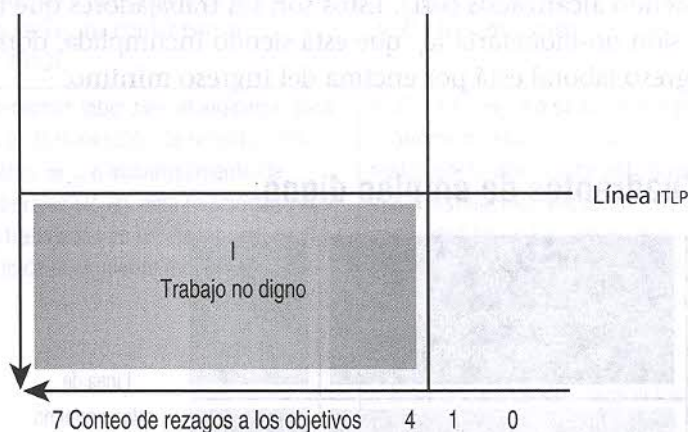 Línea ITLP
I
Trabajo no digno
7 Conteo de rezagos a los objetivos 4 1 0